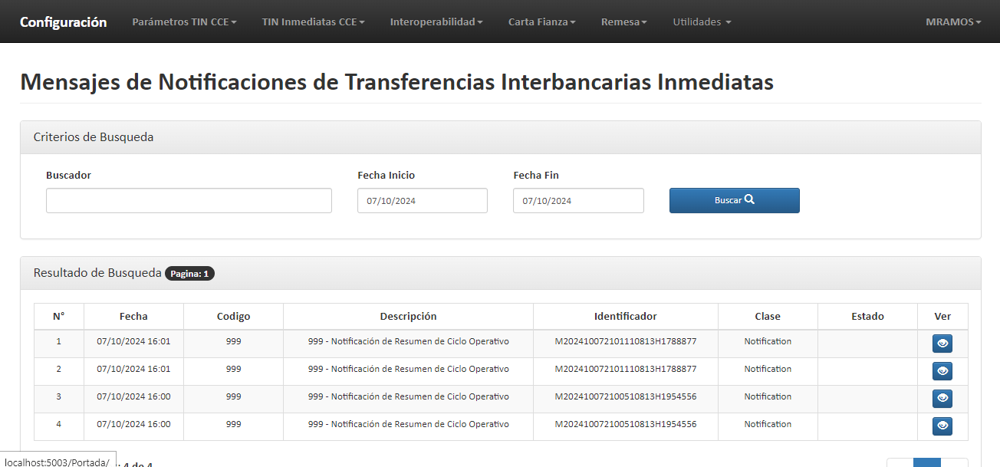 Configuración Parámetros TIN CCE TIN Inmediatas CCE Interoperabilidad Carta Fianza Remesa Utilidades MRAMOS
Mensajes de Notificaciones de Transferencias Interbancarias Inmediatas
Criterios de Busqueda
Buscador Fecha Inicio Fecha Fin
07/10/2024 07/10/2024 Buscar
Resultado de Busqueda Pagina: 1
N° Fecha Codigo Descripción Identificador Clase Estado Ver
1 07/10/2024 16:01 999 999 - Notificación de Resumen de Ciclo Operativo M202410072101110813H1788877 Notification
2 07/10/2024 16:01 999 999 - Notificación de Resumen de Ciclo Operativo M202410072101110813H1788877 Notification
3 07/10/2024 16:00 999 999 - Notificación de Resumen de Ciclo Operativo M202410072100510813H1954556 Notification
4 07/10/2024 16:00 999 999 - Notificación de Resumen de Ciclo Operativo M202410072100510813H1954556 Notification
localhost:5003/Portada/ : 4 de 4